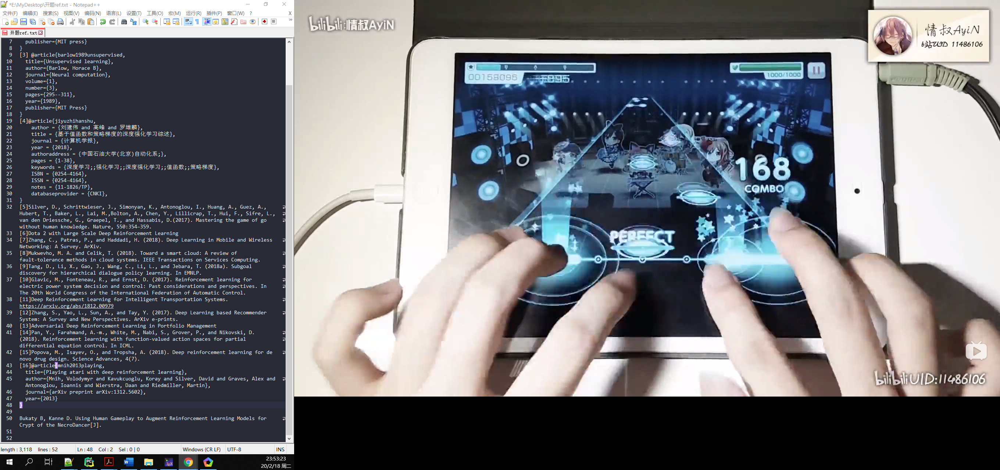 *E:\MyDesktop\开题ref.txt - Notepad++
文件(F) 编辑(E) 搜索(S) 视图(V) 编码(N) 语言(L) 设置(T) 工具(O) 宏(M) 运行(R) 插件(P) 窗口(W) ? X
开题ref.txt
7 publisher={MIT press}
8 }
9 [3] @article{barlow1989unsupervised,
10 title={Unsupervised learning},
11 author={Barlow, Horace B},
12 journal={Neural computation},
13 volume={1},
14 number={3},
15 pages={295--311},
16 year={1989},
17 publisher={MIT Press}
18 }
19 [4]@article{jiyuzhihanshu,
20 author = {刘建伟 and 高峰 and 罗雄麟},
21 title = {基于值函数和策略梯度的深度强化学习综述},
22 journal = {计算机学报},
23 year = {2018},
24 authoraddress = {中国石油大学(北京)自动化系;},
25 pages = {1-38},
26 keywords = {深度学习;;强化学习;;深度强化学习;;值函数;;策略梯度},
27 ISBN = {0254-4164},
28 ISSN = {0254-4164},
29 notes = {11-1826/TP},
30 databaseprovider = {CNKI},
31 }
32 [5]Silver, D., Schrittwieser, J., Simonyan, K., Antonoglou, I., Huang, A., Guez, A.,
Hubert, T., Baker, L., Lai, M.,Bolton, A., Chen, Y., Lillicrap, T., Hui, F., Sifre, L.,
van den Driessche, G., Graepel, T., and Hassabis, D.(2017). Mastering the game of go
without human knowledge. Nature, 550:354–359.
33 [6]Dota 2 with Large Scale Deep Reinforcement Learning
34 [7]Zhang, C., Patras, P., and Haddadi, H. (2018). Deep Learning in Mobile and Wireless
Networking: A Survey. ArXiv.
35 [8]Mukwevho, M. A. and Celik, T. (2018). Toward a smart cloud: A review of
fault-tolerance methods in cloud systems. IEEE Transactions on Services Computing.
36 [9]Tang, D., Li, X., Gao, J., Wang, C., Li, L., and Jebara, T. (2018a). Subgoal
discovery for hierarchical dialogue policy learning. In EMNLP.
37 [10]Glavic, M., Fonteneau, R., and Ernst, D. (2017). Reinforcement learning for
electric power system decision and control: Past considerations and perspectives. In
The 20th World Congress of the International Federation of Automatic Control.
38 [11]Deep Reinforcement Learning for Intelligent Transportation Systems.
https://arxiv.org/abs/1812.00979
39 [12]Zhang, S., Yao, L., Sun, A., and Tay, Y. (2017). Deep Learning based Recommender
System: A Survey and New Perspectives. ArXiv e-prints.
40 [13]Adversarial Deep Reinforcement Learning in Portfolio Management
41 [14]Pan, Y., Farahmand, A.-m., White, M., Nabi, S., Grover, P., and Nikovski, D.
(2018). Reinforcement learning with function-valued action spaces for partial
differential equation control. In ICML.
42 [15]Popova, M., Isayev, O., and Tropsha, A. (2018). Deep reinforcement learning for de
novo drug design. Science Advances, 4(7).
43 [16]@article{mnih2013playing,
44 title={Playing atari with deep reinforcement learning},
45 author={Mnih, Volodymyr and Kavukcuoglu, Koray and Silver, David and Graves, Alex and
Antonoglou, Ioannis and Wierstra, Daan and Riedmiller, Martin},
46 journal={arXiv preprint arXiv:1312.5602},
47 year={2013}
48 }
49
50 Bukaty B, Kanne D. Using Human Gameplay to Augment Reinforcement Learning Models for
Crypt of the NecroDancer[J].
51
52
length : 3,118 lines : 52 Ln : 48 Col : 2 Sel : 0 | 0 Windows (CR LF) UTF-8 INS
23:53:23
20/2/18 周二
bilibili:情叔AyiN
情叔AyiN
b站UID 11486106
00158096
1000/1000
168
COMBO
PERFECT
bilibili UID:11486106